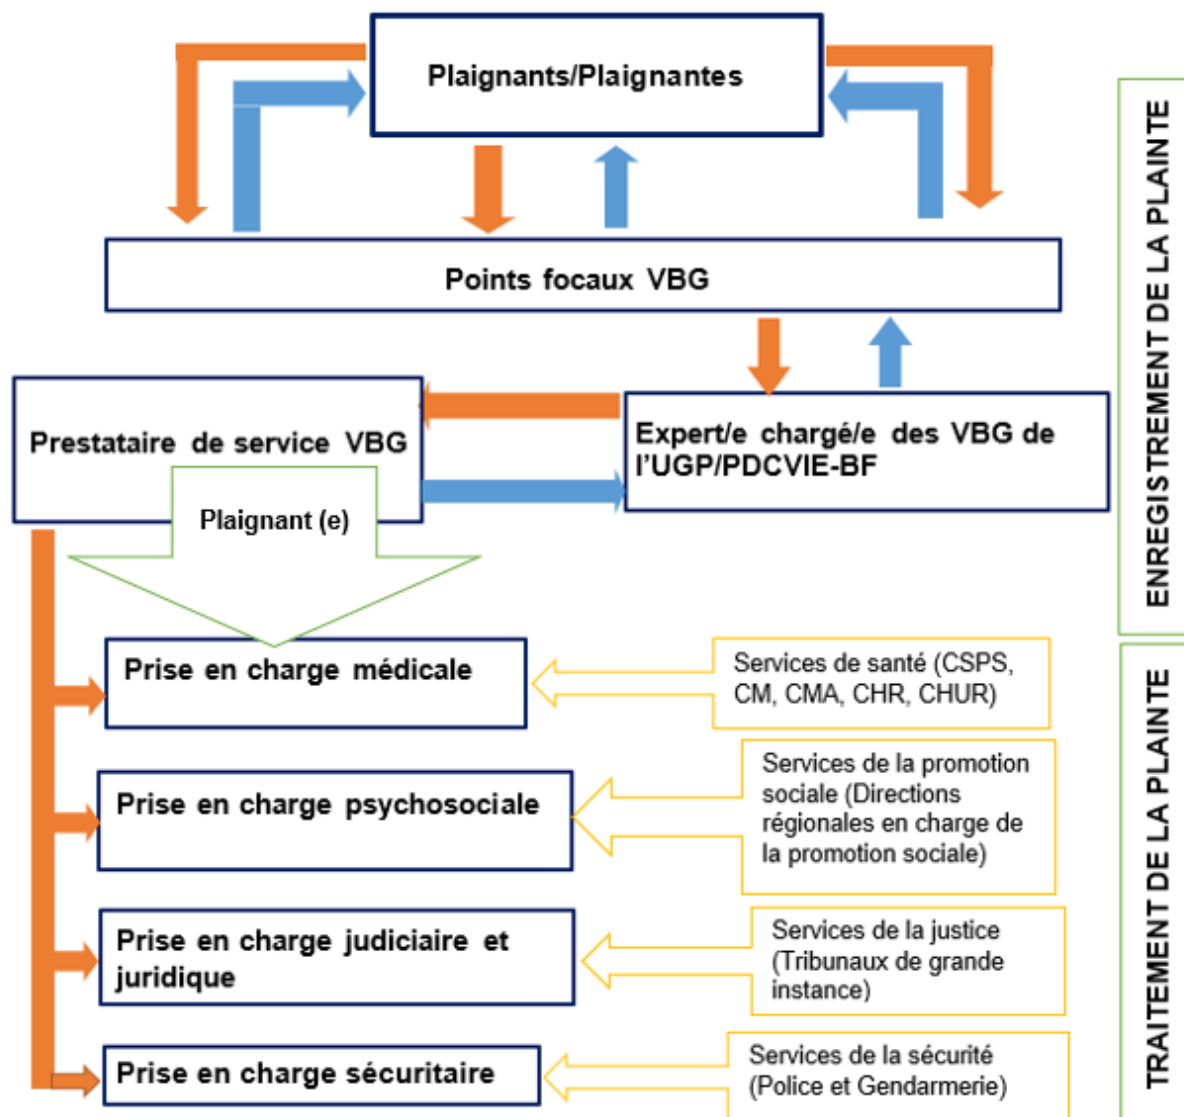 Plaignants/Plaignantes
Points focaux VBG
Prestataire de service VBG
Expert/e chargé/e des VBG de
l'UGP/PDCVIE-BF
Plaignant (e)
ENREGISTREMENT DE LA PLAINTE
Prise en charge médicale
Services de santé (CSPS,
CM, CMA, CHR, CHUR)
Prise en charge psychosociale
Services de la promotion
sociale (Directions
régionales en charge de
la promotion sociale)
Prise en charge judiciaire et
juridique
Services de la justice
(Tribunaux de grande
instance)
Prise en charge sécuritaire
Services de la sécurité
(Police et Gendarmerie)
TRAITEMENT DE LA PLAINTE